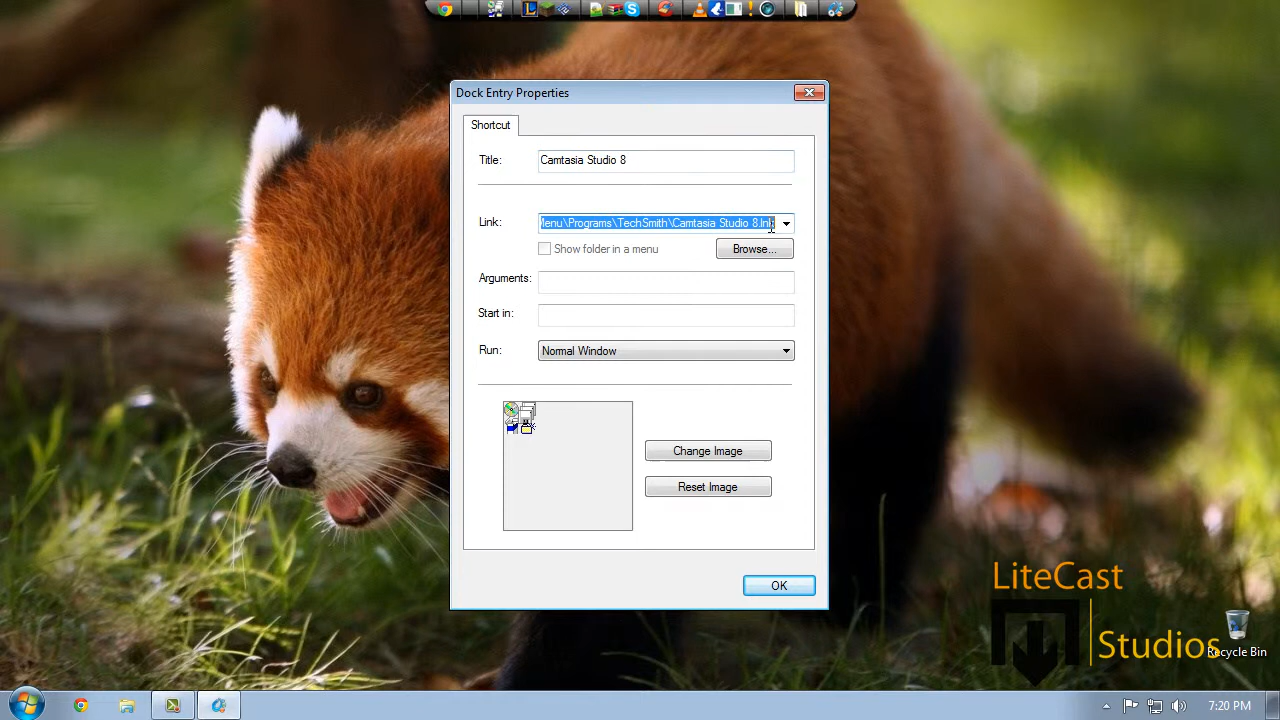 Dock Entry Properties
Shortcut
Title: Camtasia Studio 8
Link: Menu\Programs\TechSmith\Camtasia Studio 8.lnk
Show folder in a menu
Browse...
Arguments:
Start in:
Run: Normal Window
Change Image
Reset Image
OK
LiteCast
Studios
Recycle Bin
7:20 PM